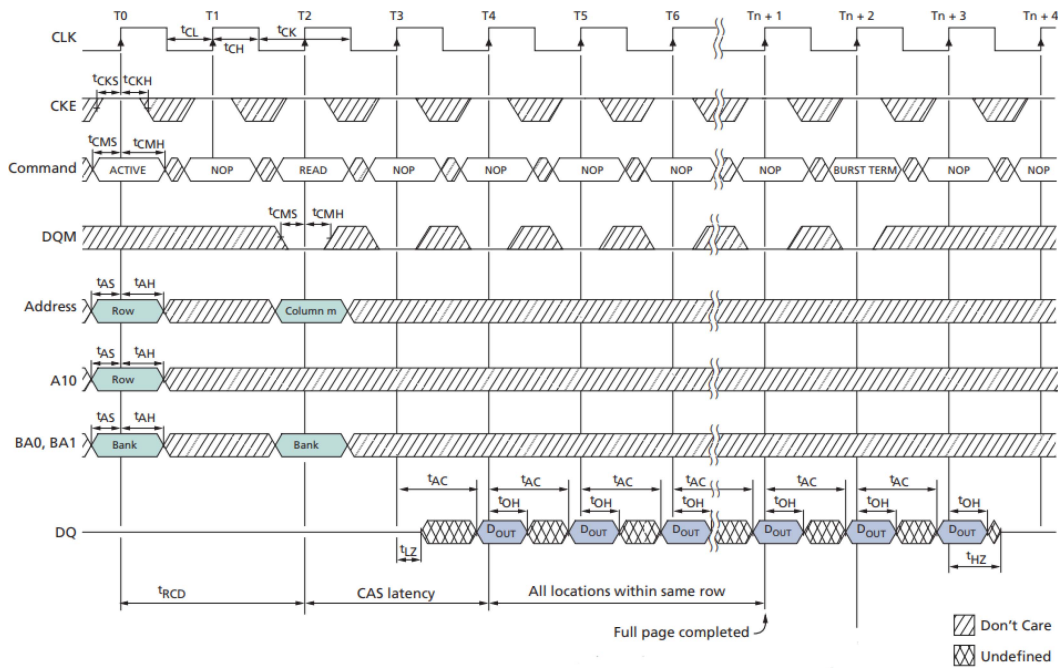 T0 T1 T2 T3 T4 T5 T6 Tn + 1 Tn + 2 Tn + 3 Tn + 4
CLK tCL tCH tCK
tCKS tCKH
CKE
tCMS tCMH
Command ACTIVE NOP READ NOP NOP NOP NOP NOP BURST TERM NOP NOP
tCMS tCMH
DQM
tAS tAH
Address Row Column m
tAS tAH
A10 Row
tAS tAH
BA0, BA1 Bank Bank
tAC tAC tAC tAC tAC tAC
tOH tOH tOH tOH tOH tOH
DQ DOUT DOUT DOUT DOUT DOUT DOUT
tLZ tHZ
tRCD CAS latency All locations within same row
Full page completed
Don't Care
Undefined